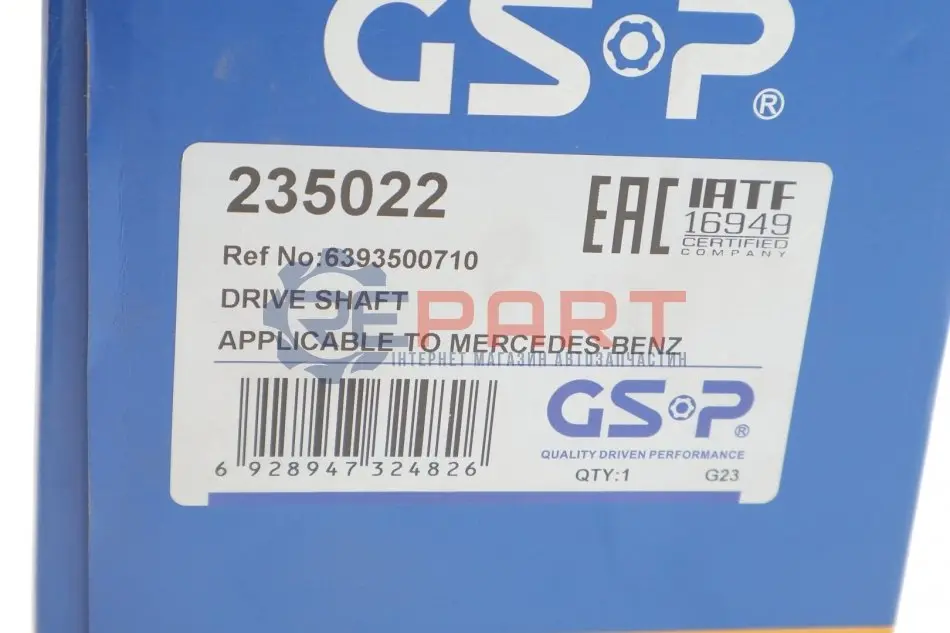 GSP®
235022
EAC
IATF
16949
CERTIFIED
COMPANY
Ref No:6393500710
DRIVE SHAFT
REPART
APPLICABLE TO MERCEDES-BENZ
ІНТЕРНЕТ МАГАЗИН АВТОЗАПЧАСТИН
GSP®
QUALITY DRIVEN PERFORMANCE
6 928947 324826
QTY:1 G23